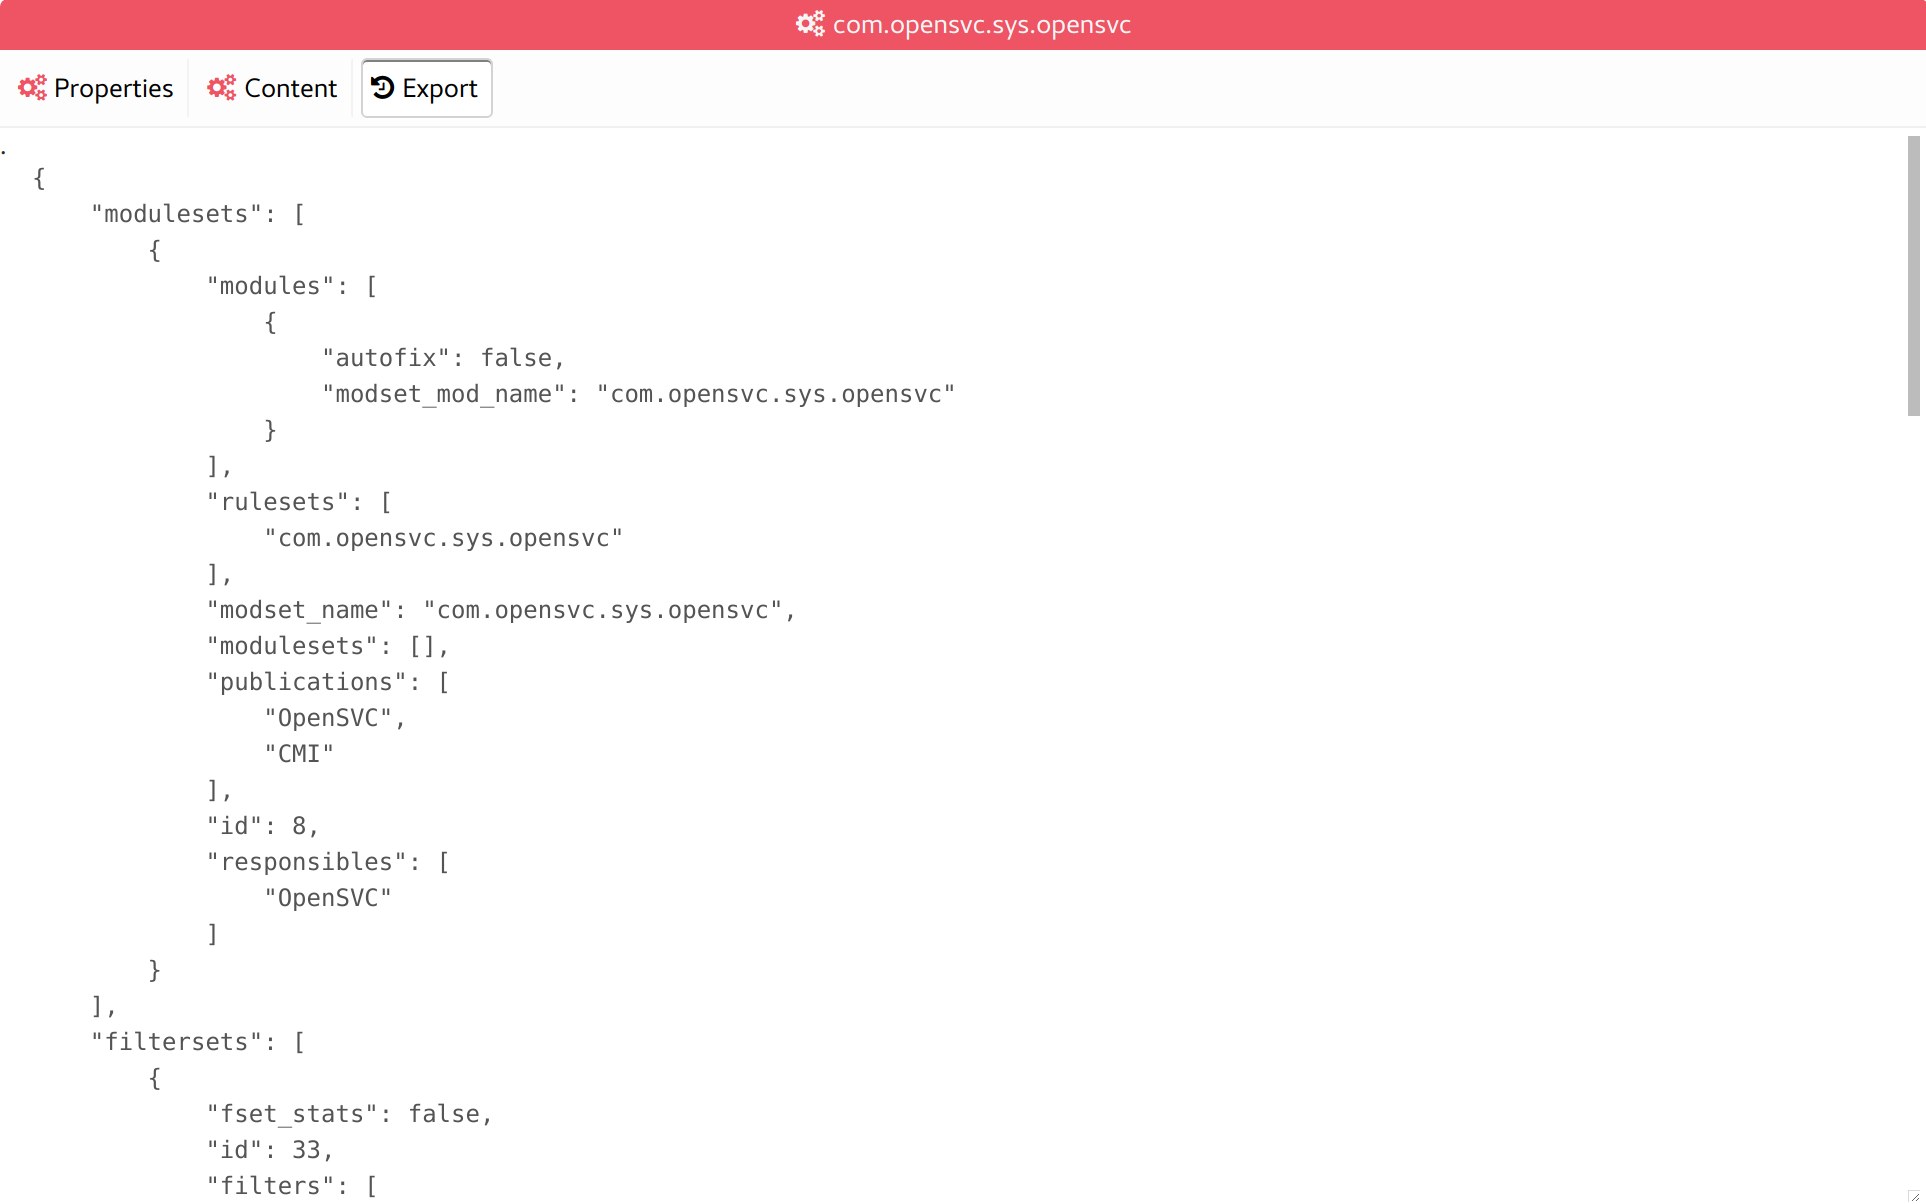 com.opensvc.sys.opensvc
Properties Content Export
.
{
    "modulesets": [
        {
            "modules": [
                {
                    "autofix": false,
                    "modset_mod_name": "com.opensvc.sys.opensvc"
                }
            ],
            "rulesets": [
                "com.opensvc.sys.opensvc"
            ],
            "modset_name": "com.opensvc.sys.opensvc",
            "modulesets": [],
            "publications": [
                "OpenSVC",
                "CMI"
            ],
            "id": 8,
            "responsibles": [
                "OpenSVC"
            ]
        }
    ],
    "filtersets": [
        {
            "fset_stats": false,
            "id": 33,
            "filters": [